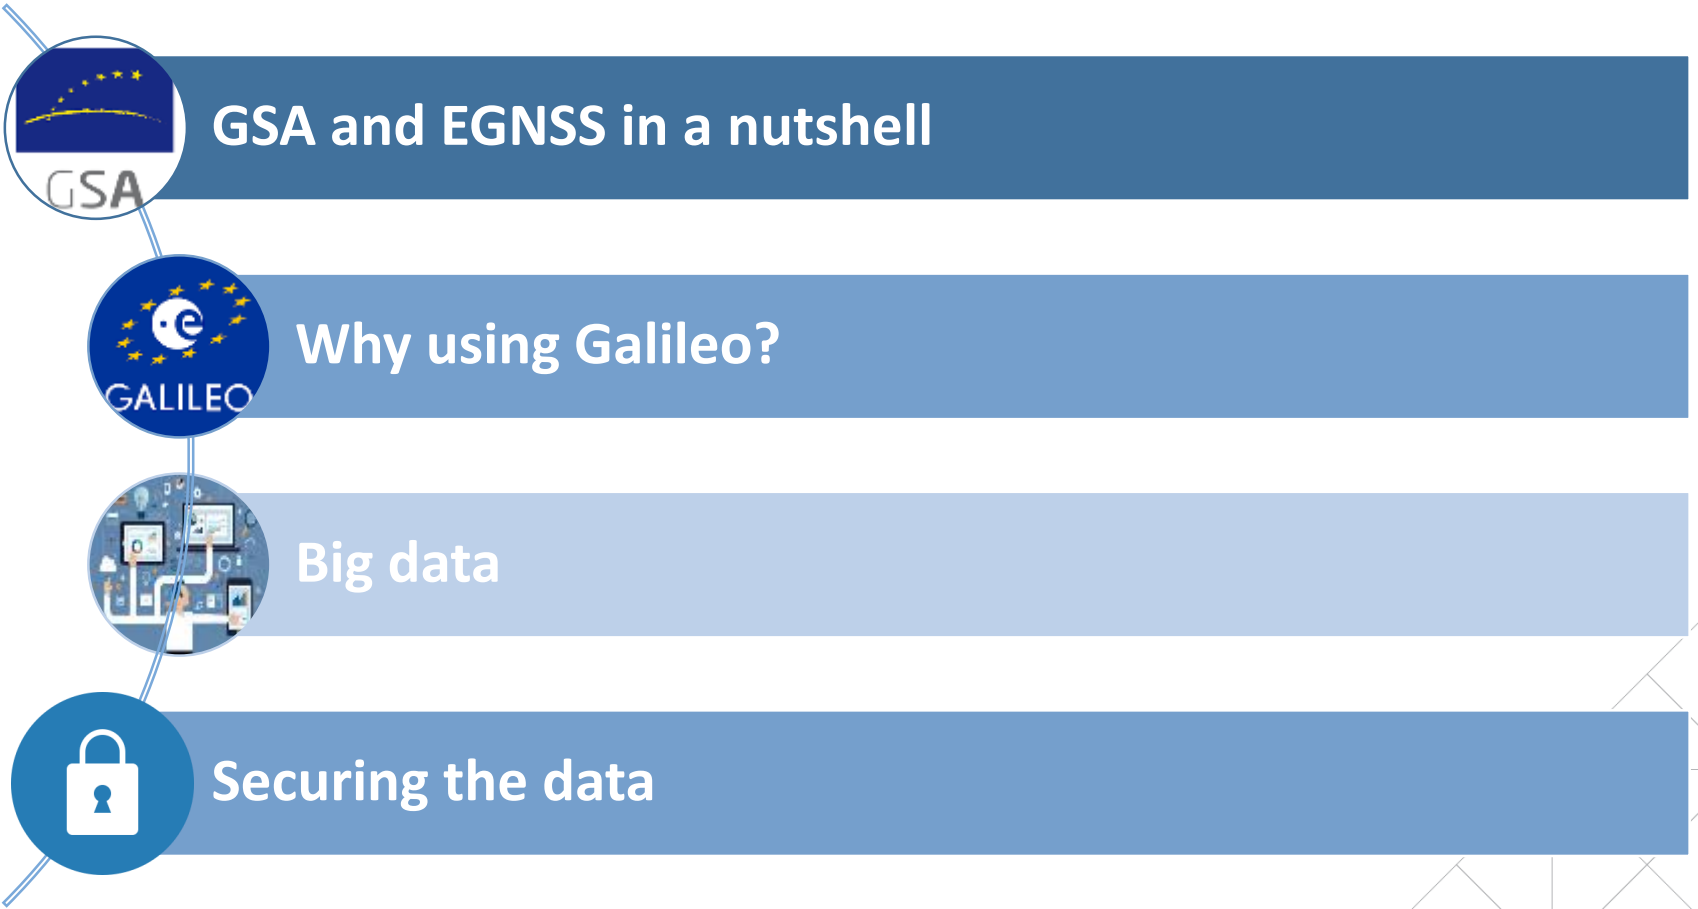 GSA
GSA and EGNSS in a nutshell
GALILEO
Why using Galileo?
Big data
Securing the data